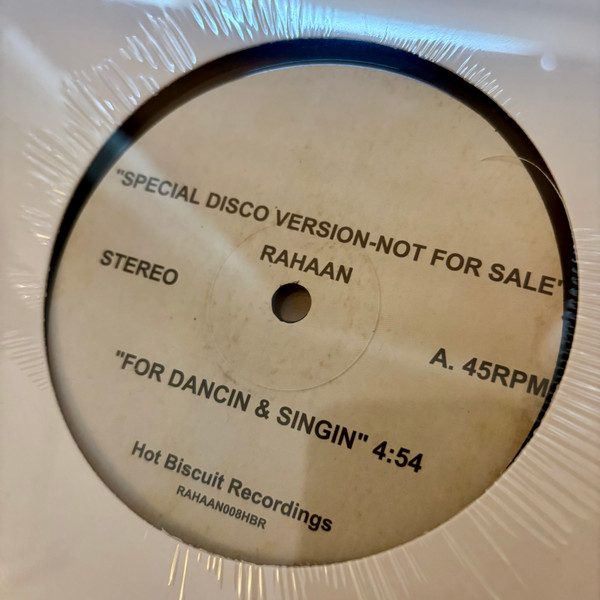 "SPECIAL DISCO VERSION-NOT FOR SALE"
RAHAAN
STEREO
A. 45RPM
"FOR DANCIN & SINGIN" 4:54
Hot Biscuit Recordings
RAHAAN008HBR